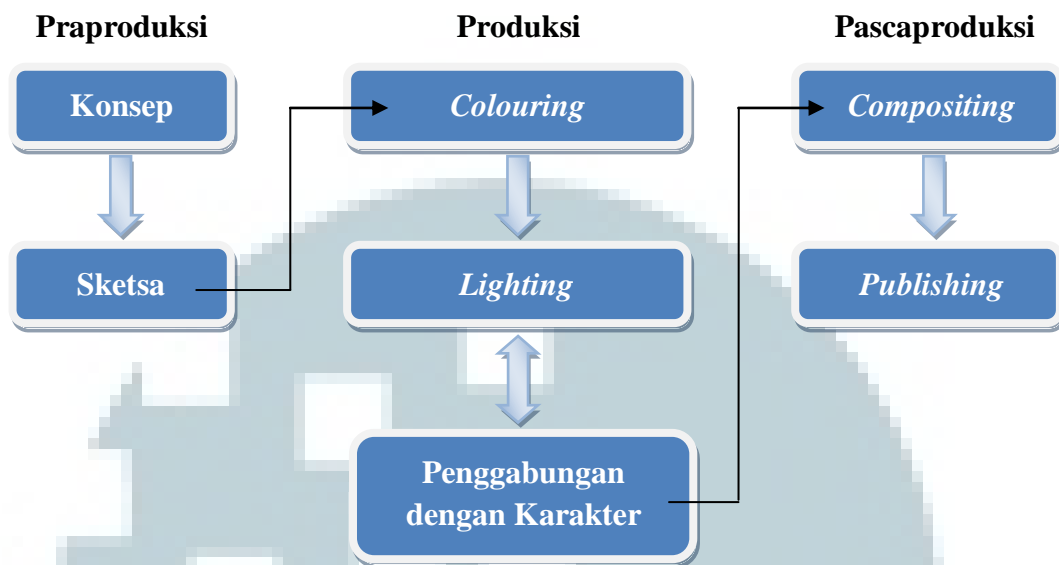 Praproduksi
Produksi
Pascaproduksi
Konsep
Colouring
Compositing
Sketsa
Lighting
Publishing
Penggabungan
dengan Karakter